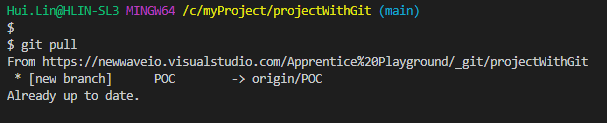 Hui.Lin@HLIN-SL3 MINGW64 /c/myProject/projectWithGit (main)
$
$ git pull
From https://newwaveio.visualstudio.com/Apprentice%20Playground/_git/projectWithGit
 * [new branch]      POC        -> origin/POC
Already up to date.